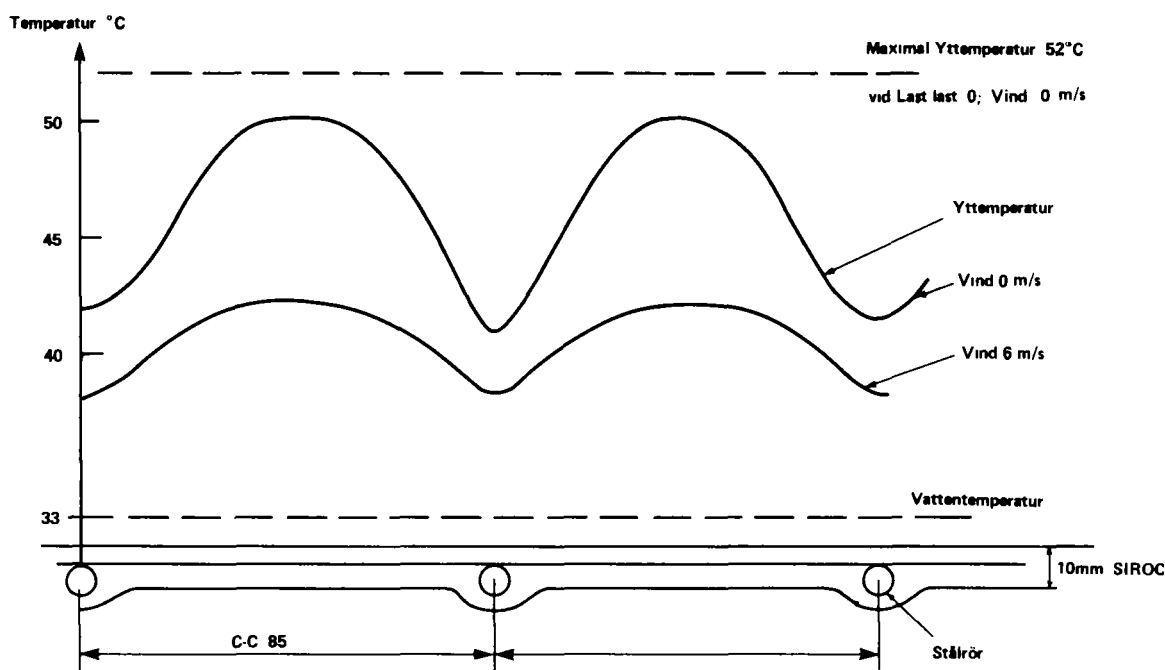 Temperatur °C
Maximal Yttemperatur 52°C
vid Last last 0; Vind 0 m/s
50
Yttemperatur
45
Vind 0 m/s
40
Vind 6 m/s
Vattentemperatur
33
10mm SIROC
C-C 85
Stålrör